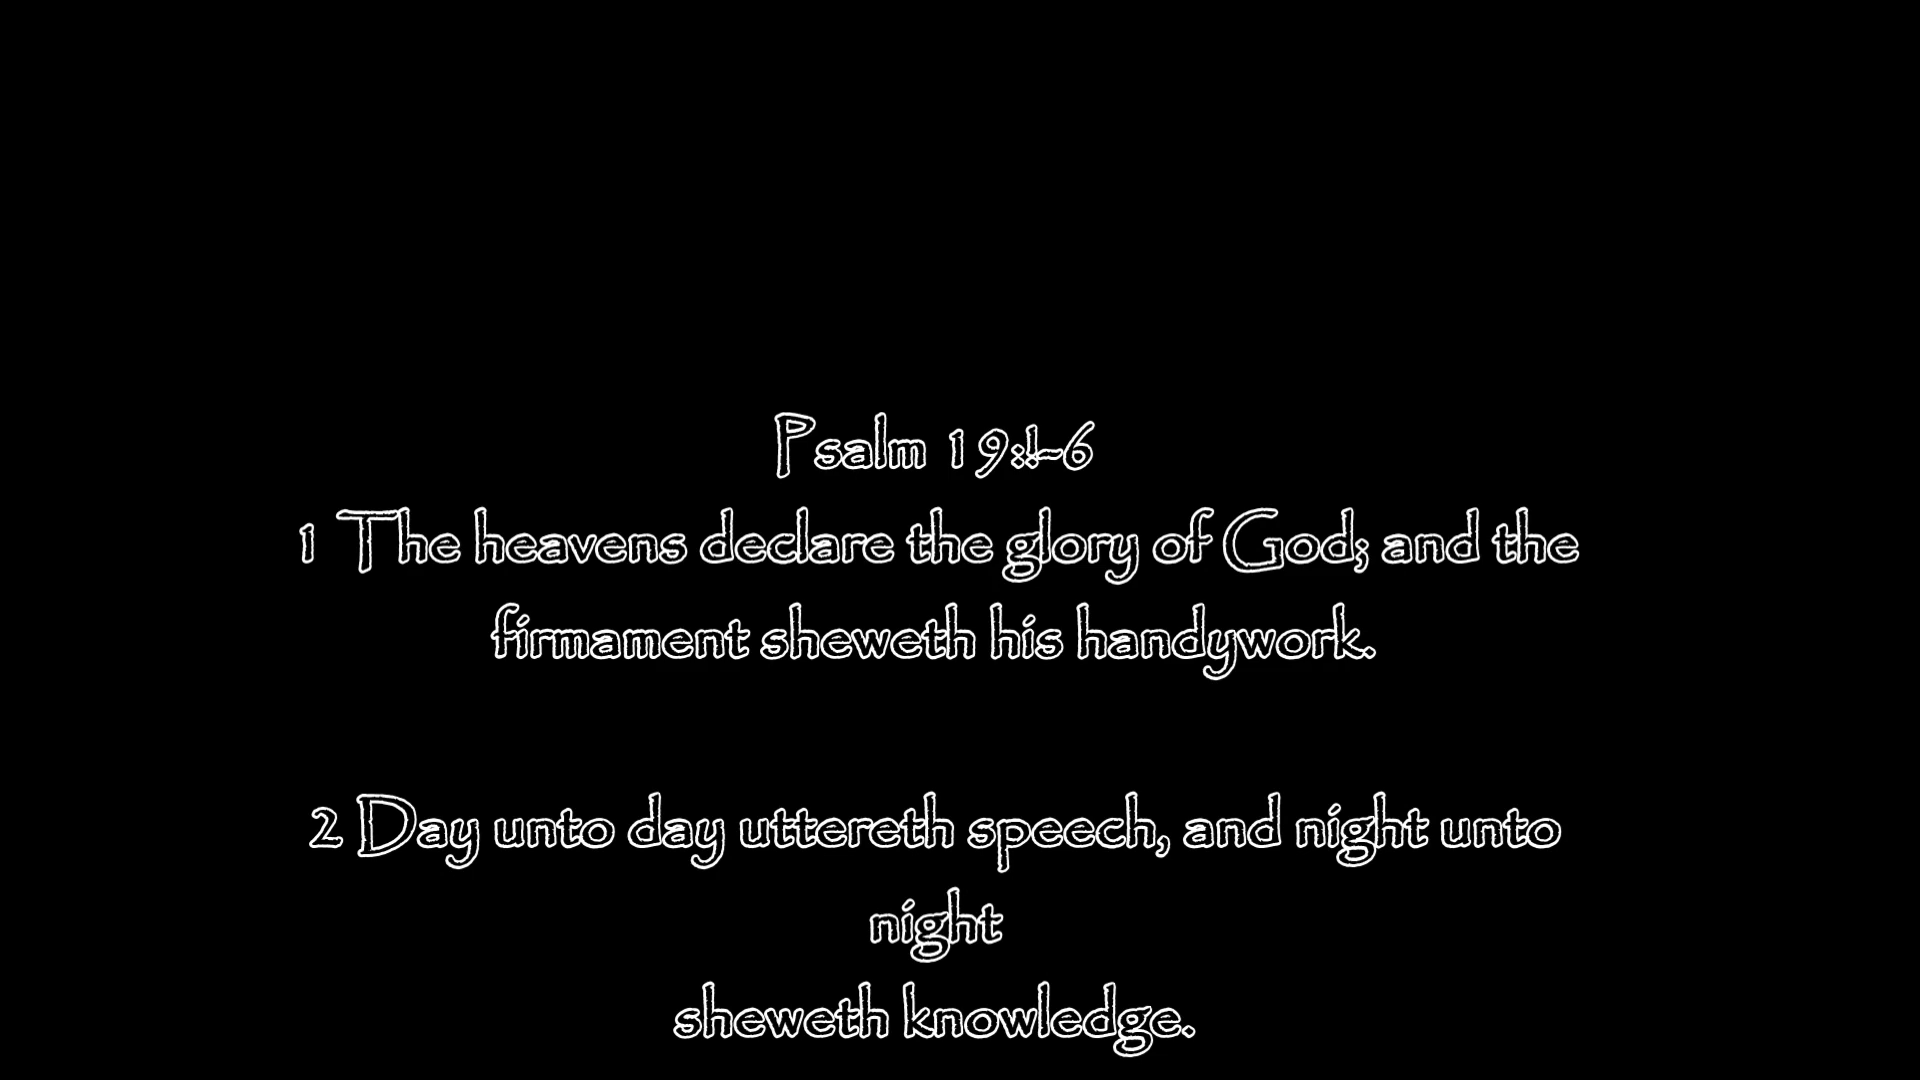 Psalm 19:1-6
1 The heavens declare the glory of God; and the
firmament sheweth his handywork.
2 Day unto day uttereth speech, and night unto
night
sheweth knowledge.